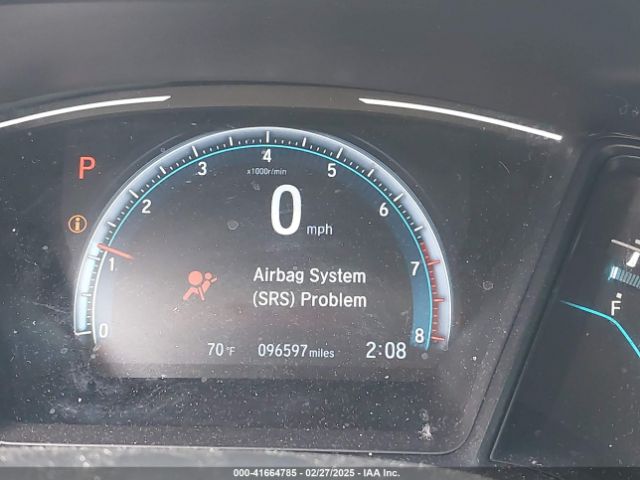 P
4
3
5
x1000r/min
2
6
0 mph
1
7
Airbag System
(SRS) Problem
0
8
70 °F
096597 miles
2:08
F
000-41664785 - 02/27/2025 - IAA Inc.